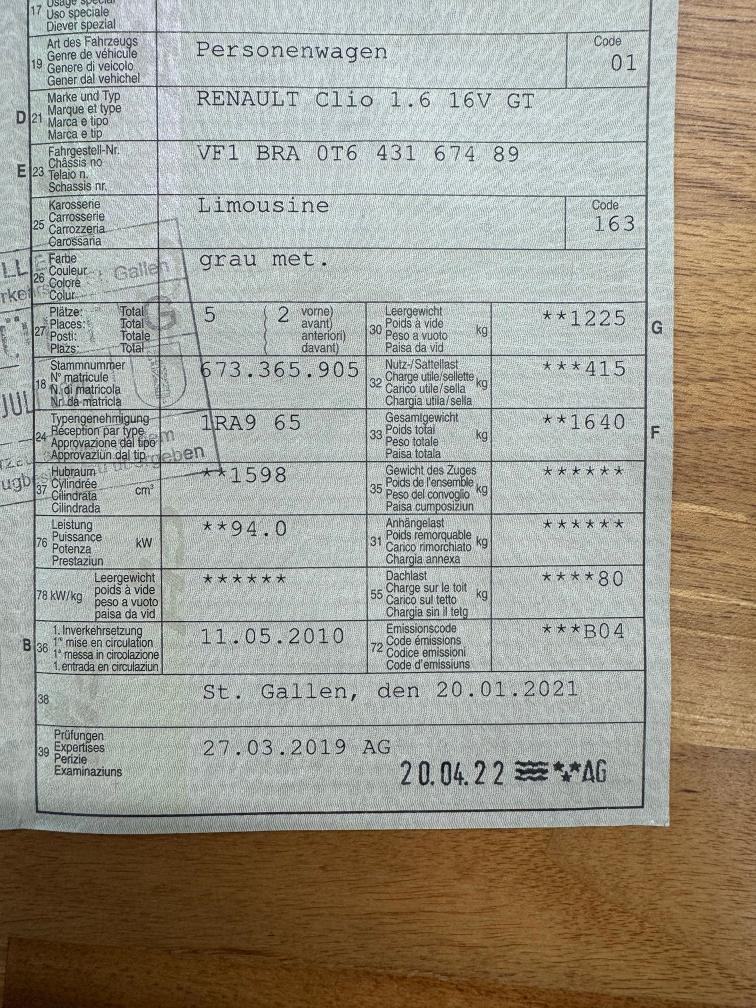 17 Usage spécial
Uso speciale
Diever spezial
19 Art des Fahrzeugs
Genre de véhicule
Genere di veicolo
Gener dal vehichel
Personenwagen
Code
01
D 21 Marke und Typ
Marque et type
Marca e tipo
Marca e tip
RENAULT Clio 1.6 16V GT
E 23 Fahrgestell-Nr.
Châssis no
Telaio n.
Schassis nr.
VF1 BRA 0T6 431 674 89
25 Karosserie
Carrosserie
Carrozzeria
Carossaria
Limousine
Code
163
26 Farbe
Couleur
Colore
Colur
grau met.
Gallen
27 Plätze: Total
Places: Total
Posti: Totale
Plazs: Total
5 2 vorne)
avant)
anteriori)
davant)
30 Leergewicht
Poids à vide
Peso a vuoto
Paisa da vid
kg
**1225
G
18 Stammnummer
N° matricule
N. di matricola
Nr. da matricla
673.365.905
32 Nutz-/Sattellast
Charge utile/sellette
Carico utile/sella
Chargia utila/sella
kg
***415
JUL
24 Typengenehmigung
Réception par type
Approvazione del tipo
Approvaziun dal tip
1RA9 65
33 Gesamtgewicht
Poids total
Peso totale
Paisa totala
kg
**1640
F
37 Hubraum
Cylindrée
Cilindrata
Cilindrada
cm³
**1598
35 Gewicht des Zuges
Poids de l'ensemble
Peso del convoglio
Paisa cumposiziun
kg
******
76 Leistung
Puissance
Potenza
Prestaziun
kW
**94.0
31 Anhängelast
Poids remorquable
Carico rimorchiato
Chargia annexa
kg
******
78 kW/kg Leergewicht
poids à vide
peso a vuoto
paisa da vid
******
55 Dachlast
Charge sur le toit
Carico sul tetto
Chargia sin il tetg
kg
****80
B 36 1. Inverkehrsetzung
1re mise en circulation
1a messa in circolazione
1. entrada en circulaziun
11.05.2010
72 Emissionscode
Code émissions
Codice emissioni
Code d'emissiuns
***B04
38 St. Gallen, den 20.01.2021
39 Prüfungen
Expertises
Perizie
Examinaziuns
27.03.2019 AG
20.04.22 AG